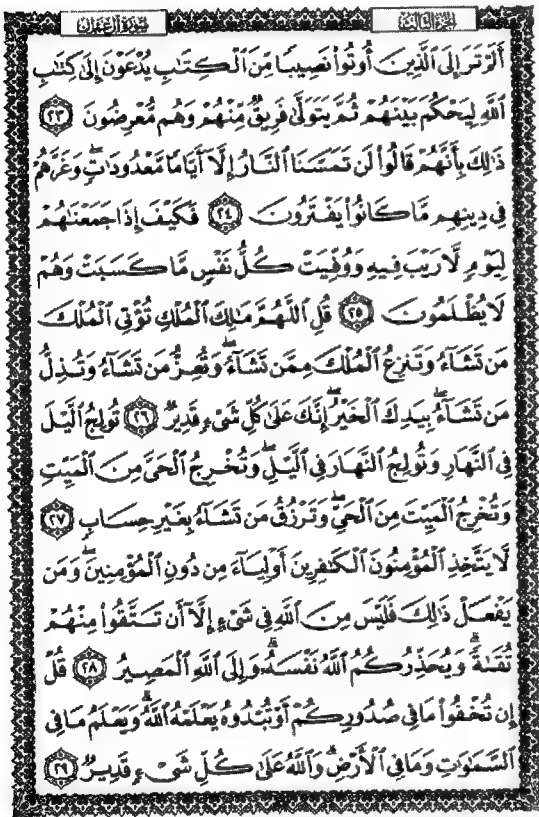 الجزء الثالث
سورة آل عمران
أَلَمْ تَرَ إِلَى الَّذِينَ أُوتُوا نَصِيبًا مِّنَ الْكِتَابِ يُدْعَوْنَ إِلَىٰ كِتَابِ
اللَّهِ لِيَحْكُمَ بَيْنَهُمْ ثُمَّ يَتَوَلَّىٰ فَرِيقٌ مِّنْهُمْ وَهُم مُّعْرِضُونَ ٢٣
ذَٰلِكَ بِأَنَّهُمْ قَالُوا لَن تَمَسَّنَا النَّارُ إِلَّا أَيَّامًا مَّعْدُودَاتٍ ۖ وَغَرَّهُمْ
فِي دِينِهِم مَّا كَانُوا يَفْتَرُونَ ٢٤ فَكَيْفَ إِذَا جَمَعْنَاهُمْ
لِيَوْمٍ لَّا رَيْبَ فِيهِ وَوُفِّيَتْ كُلُّ نَفْسٍ مَّا كَسَبَتْ وَهُمْ
لَا يُظْلَمُونَ ٢٥ قُلِ اللَّهُمَّ مَالِكَ الْمُلْكِ تُؤْتِي الْمُلْكَ
مَن تَشَاءُ وَتَنزِعُ الْمُلْكَ مِمَّن تَشَاءُ ۖ وَتُعِزُّ مَن تَشَاءُ وَتُذِلُّ
مَن تَشَاءُ ۖ بِيَدِكَ الْخَيْرُ ۖ إِنَّكَ عَلَىٰ كُلِّ شَيْءٍ قَدِيرٌ ٢٦ تُولِجُ اللَّيْلَ
فِي النَّهَارِ وَتُولِجُ النَّهَارَ فِي اللَّيْلِ ۖ وَتُخْرِجُ الْحَيَّ مِنَ الْمَيِّتِ
وَتُخْرِجُ الْمَيِّتَ مِنَ الْحَيِّ ۖ وَتَرْزُقُ مَن تَشَاءُ بِغَيْرِ حِسَابٍ ٢٧
لَا يَتَّخِذِ الْمُؤْمِنُونَ الْكَافِرِينَ أَوْلِيَاءَ مِن دُونِ الْمُؤْمِنِينَ ۖ وَمَن
يَفْعَلْ ذَٰلِكَ فَلَيْسَ مِنَ اللَّهِ فِي شَيْءٍ إِلَّا أَن تَتَّقُوا مِنْهُمْ
تُقَاةً ۗ وَيُحَذِّرُكُمُ اللَّهُ نَفْسَهُ ۗ وَإِلَى اللَّهِ الْمَصِيرُ ٢٨ قُلْ
إِن تُخْفُوا مَا فِي صُدُورِكُمْ أَوْ تُبْدُوهُ يَعْلَمْهُ اللَّهُ ۗ وَيَعْلَمُ مَا فِي
السَّمَاوَاتِ وَمَا فِي الْأَرْضِ ۗ وَاللَّهُ عَلَىٰ كُلِّ شَيْءٍ قَدِيرٌ ٢٩